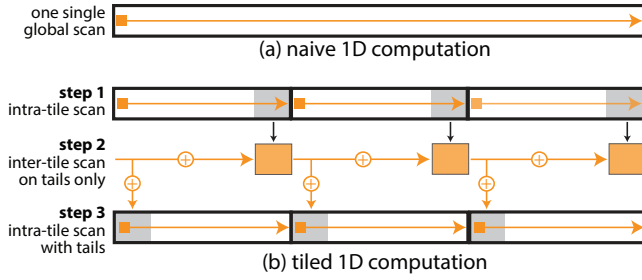 one single
global scan
(a) naive 1D computation
step 1
intra-tile scan
step 2
inter-tile scan
on tails only
step 3
intra-tile scan
with tails
(b) tiled 1D computation